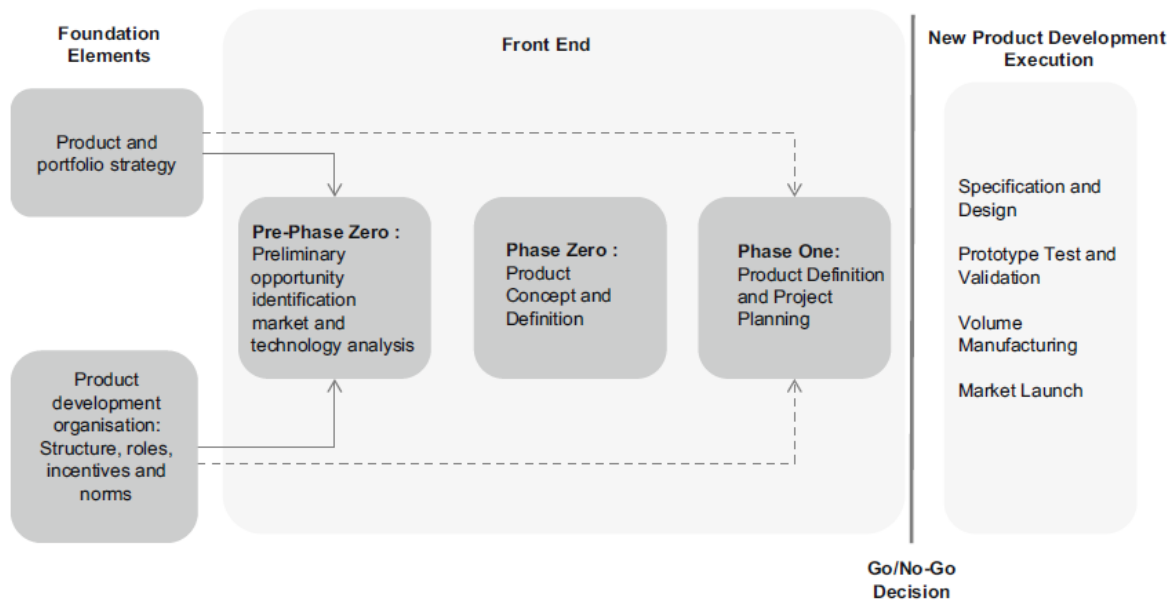 Foundation
Elements
Front End
New Product Development
Execution
Product and
portfolio strategy
Pre-Phase Zero :
Preliminary
opportunity
identification
market and
technology analysis
Phase Zero :
Product
Concept and
Definition
Phase One:
Product Definition
and Project
Planning
Specification and
Design
Prototype Test and
Validation
Volume
Manufacturing
Market Launch
Product
development
organisation:
Structure, roles,
incentives and
norms
Go/No-Go
Decision